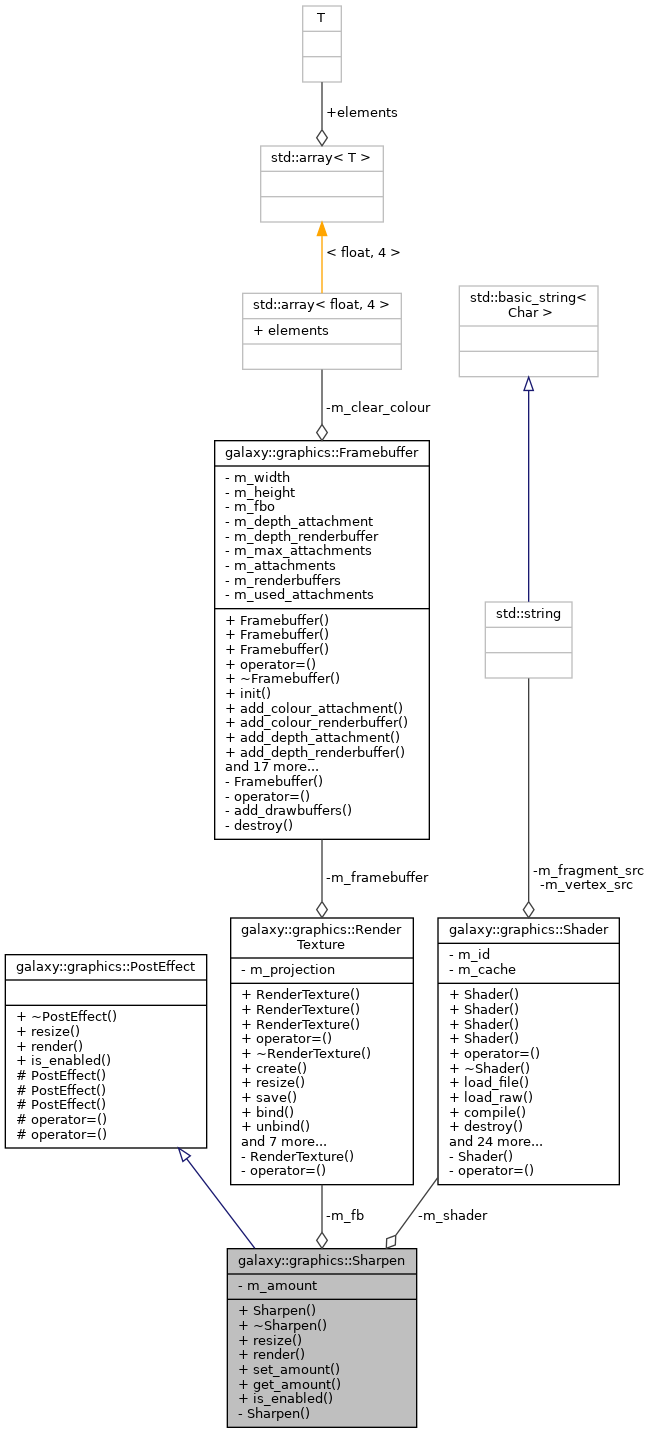 T
+elements
std::array< T >
< float, 4 >
std::array< float, 4 >
+ elements
std::basic_string<
Char >
-m_clear_colour
galaxy::graphics::Framebuffer
- m_width
- m_height
- m_fbo
- m_depth_attachment
- m_depth_renderbuffer
- m_max_attachments
- m_attachments
- m_renderbuffers
- m_used_attachments
+ Framebuffer()
+ Framebuffer()
+ Framebuffer()
+ operator=()
+ ~Framebuffer()
+ init()
+ add_colour_attachment()
+ add_colour_renderbuffer()
+ add_depth_attachment()
+ add_depth_renderbuffer()
and 17 more...
- Framebuffer()
- operator=()
- add_drawbuffers()
- destroy()
std::string
-m_framebuffer
-m_fragment_src
-m_vertex_src
galaxy::graphics::PostEffect
+ ~PostEffect()
+ resize()
+ render()
+ is_enabled()
# PostEffect()
# PostEffect()
# PostEffect()
# operator=()
# operator=()
galaxy::graphics::Render
Texture
- m_projection
+ RenderTexture()
+ RenderTexture()
+ RenderTexture()
+ operator=()
+ ~RenderTexture()
+ create()
+ resize()
+ save()
+ bind()
+ unbind()
and 7 more...
- RenderTexture()
- operator=()
galaxy::graphics::Shader
- m_id
- m_cache
+ Shader()
+ Shader()
+ Shader()
+ Shader()
+ operator=()
+ ~Shader()
+ load_file()
+ load_raw()
+ compile()
+ destroy()
and 24 more...
- Shader()
- operator=()
-m_fb
-m_shader
galaxy::graphics::Sharpen
- m_amount
+ Sharpen()
+ ~Sharpen()
+ resize()
+ render()
+ set_amount()
+ get_amount()
+ is_enabled()
- Sharpen()